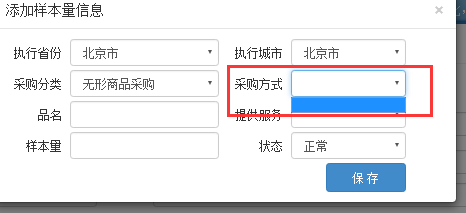 添加样本量信息 ×
执行省份 北京市 执行城市 北京市
采购分类 无形商品采购 采购方式
品名 提供服务
样本量 状态 正常
保存